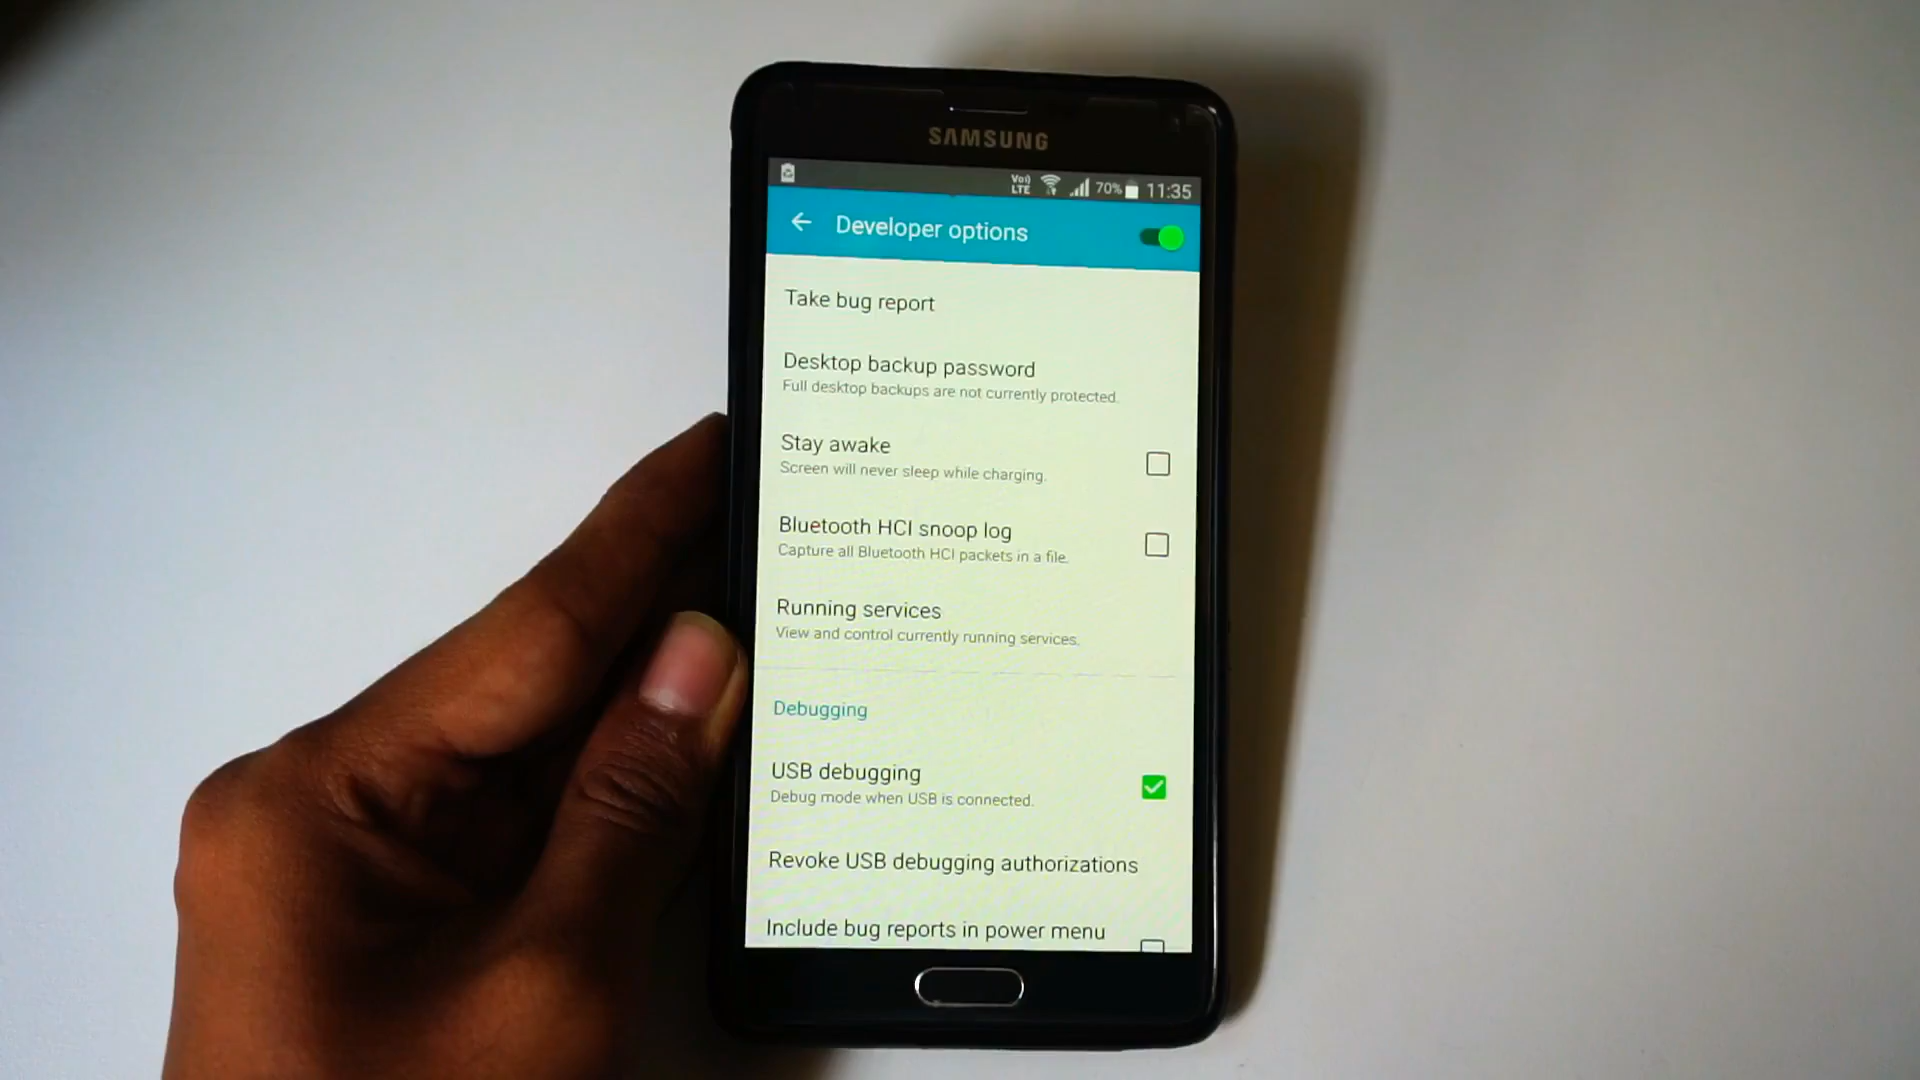 SAMSUNG
Vo)) LTE 70% 11:35
Developer options
Take bug report
Desktop backup password
Full desktop backups are not currently protected.
Stay awake
Screen will never sleep while charging.
Bluetooth HCI snoop log
Capture all Bluetooth HCI packets in a file.
Running services
View and control currently running services.
Debugging
USB debugging
Debug mode when USB is connected.
Revoke USB debugging authorizations
Include bug reports in power menu